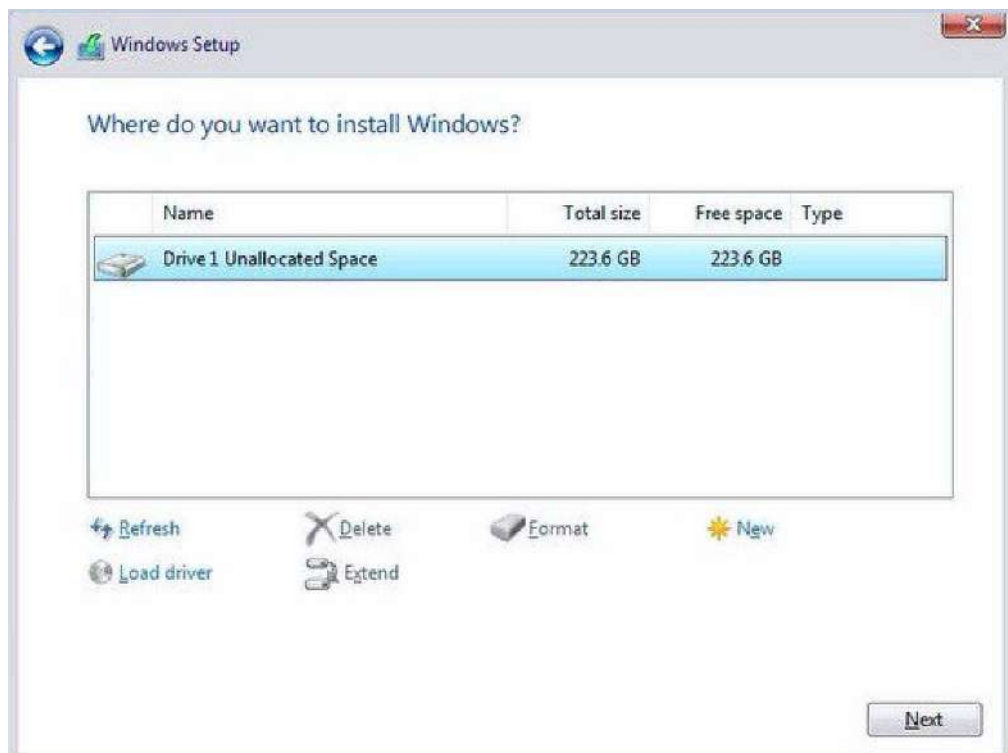 Windows Setup
Where do you want to install Windows?
Name Total size Free space Type
Drive 1 Unallocated Space 223.6 GB 223.6 GB
Refresh Delete Format New
Load driver Extend
Next